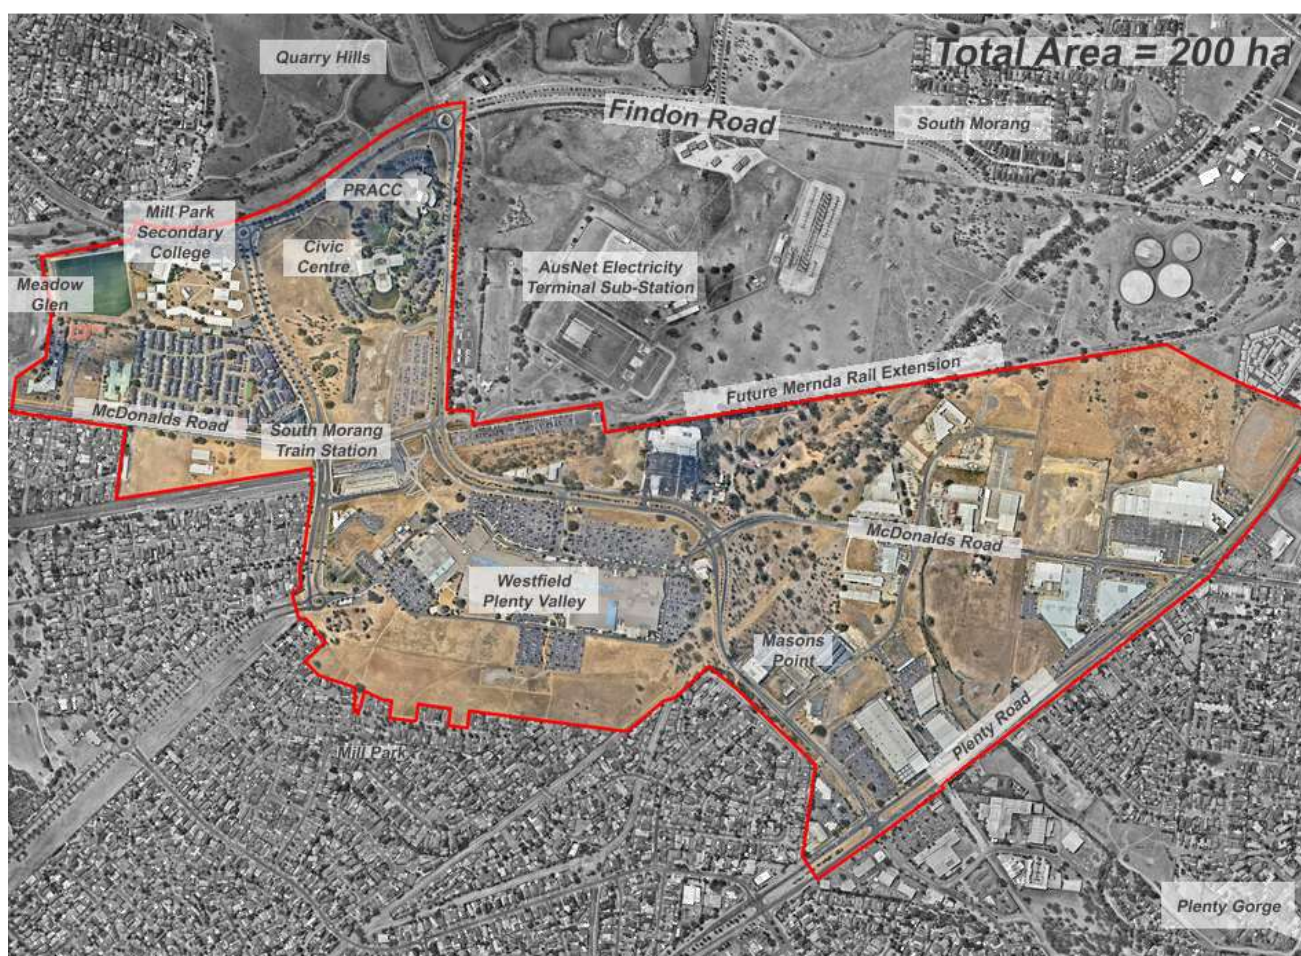 Quarry Hills
Total Area = 200 ha
Findon Road
South Morang
PRACC
Mill Park
Secondary
College
Civic
Centre
AusNet Electricity
Terminal Sub-Station
Meadow
Glen
Future Mernda Rail Extension
McDonalds Road
South Morang
Train Station
McDonalds Road
Westfield
Plenty Valley
Masons
Point
Plenty Road
Mill Park
Plenty Gorge